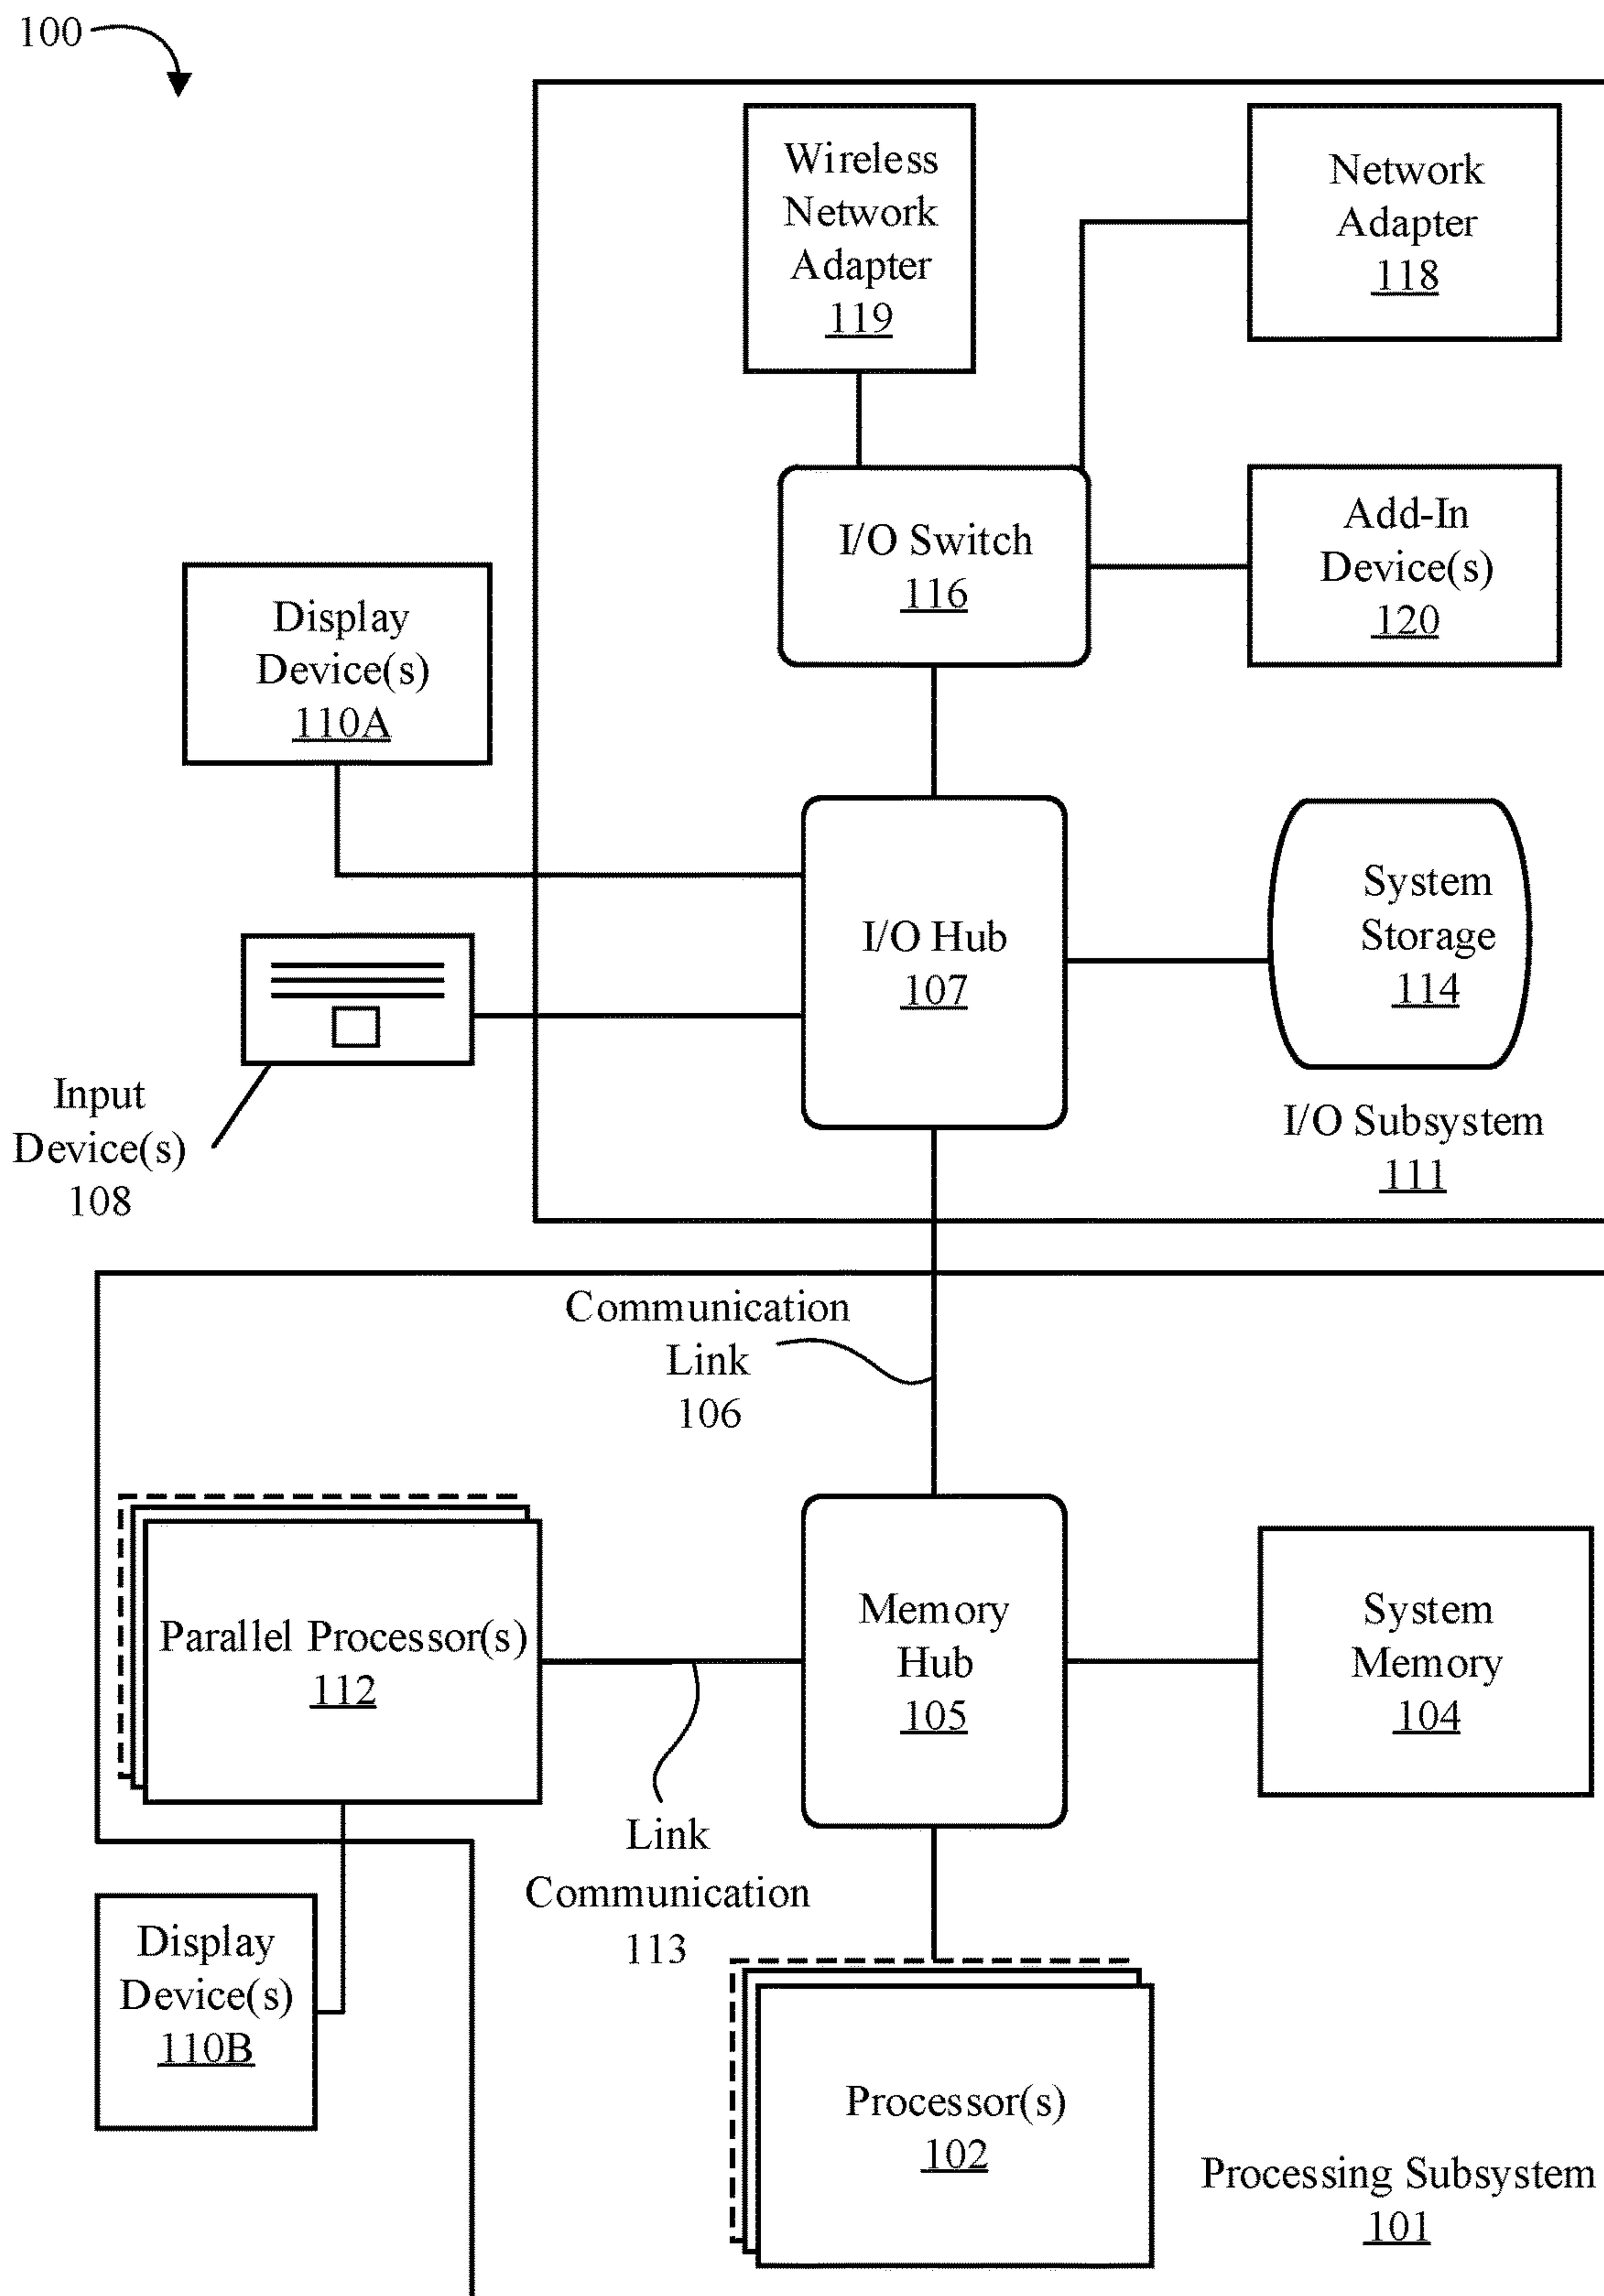 100
Wireless
Network
Adapter
119
Network
Adapter
118
I/O Switch
116
Add-In
Device(s)
120
Display
Device(s)
110A
I/O Hub
107
System
Storage
114
Input
Device(s)
108
I/O Subsystem
111
Communication
Link
106
Parallel Processor(s)
112
Memory
Hub
105
System
Memory
104
Link
Communication
113
Display
Device(s)
110B
Processor(s)
102
Processing Subsystem
101